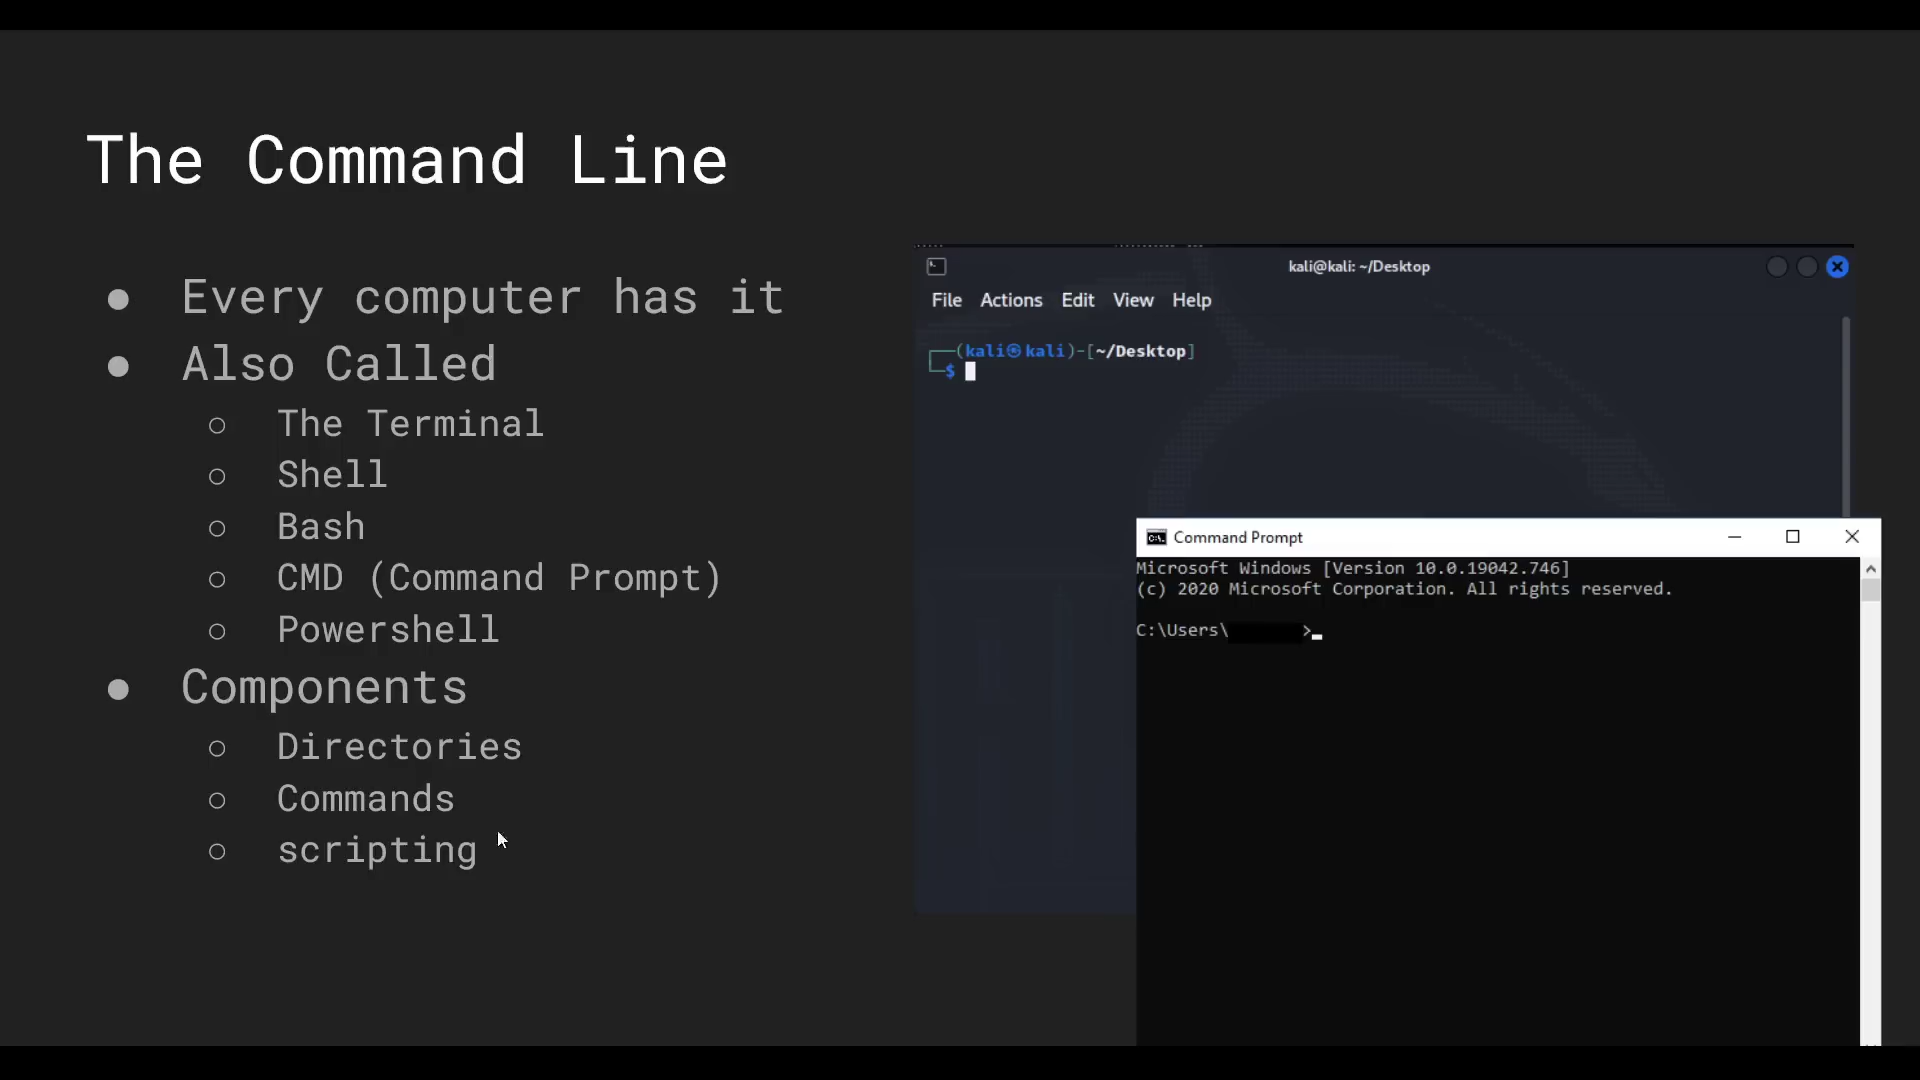 The Command Line
● Every computer has it
● Also Called
○ The Terminal
○ Shell
○ Bash
○ CMD (Command Prompt)
○ Powershell
● Components
○ Directories
○ Commands
○ scripting
kali@kali: ~/Desktop
File Actions Edit View Help
┌──(kali㉿kali)-[~/Desktop]
└─$
Command Prompt
Microsoft Windows [Version 10.0.19042.746]
(c) 2020 Microsoft Corporation. All rights reserved.
C:\Users\ >_